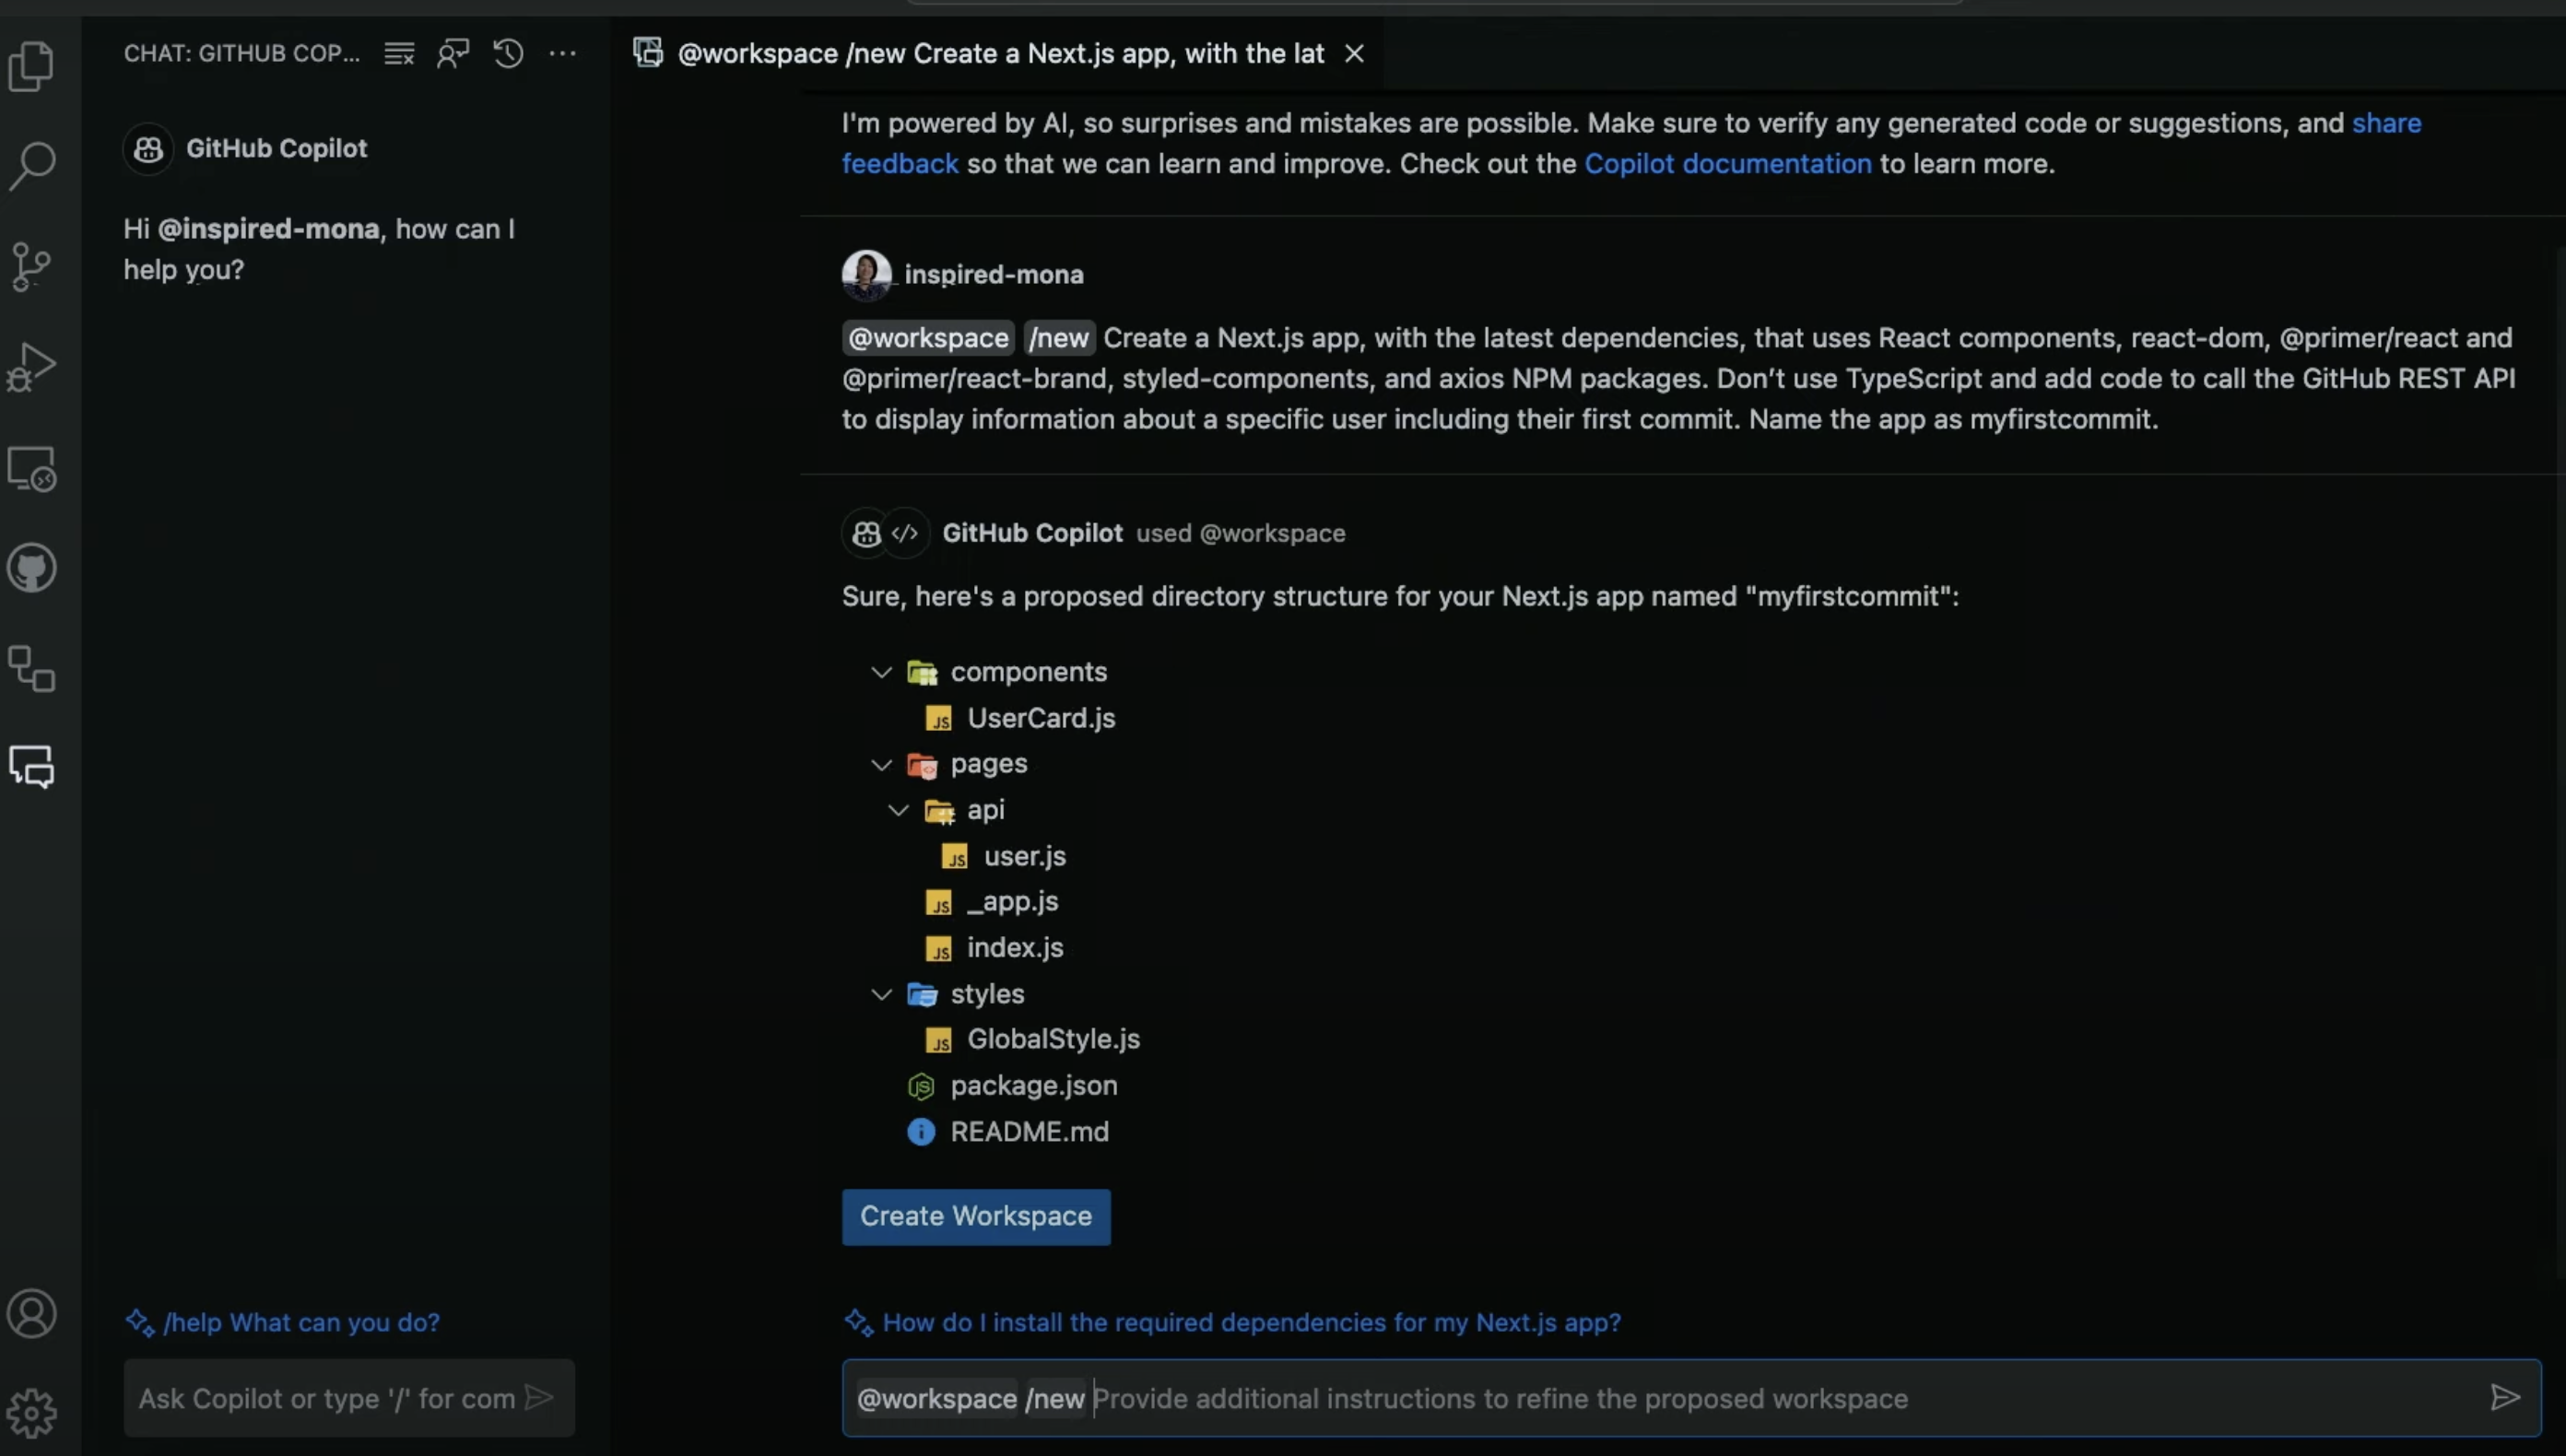 CHAT: GITHUB COP...
GitHub Copilot
Hi @inspired-mona, how can I
help you?
/help What can you do?
Ask Copilot or type '/' for com
@workspace /new Create a Next.js app, with the lat
I'm powered by AI, so surprises and mistakes are possible. Make sure to verify any generated code or suggestions, and share
feedback so that we can learn and improve. Check out the Copilot documentation to learn more.
inspired-mona
@workspace /new Create a Next.js app, with the latest dependencies, that uses React components, react-dom, @primer/react and
@primer/react-brand, styled-components, and axios NPM packages. Don’t use TypeScript and add code to call the GitHub REST API
to display information about a specific user including their first commit. Name the app as myfirstcommit.
GitHub Copilot used @workspace
Sure, here's a proposed directory structure for your Next.js app named "myfirstcommit":
components
JS UserCard.js
pages
api
JS user.js
JS _app.js
JS index.js
styles
JS GlobalStyle.js
JS package.json
README.md
Create Workspace
How do I install the required dependencies for my Next.js app?
@workspace /new Provide additional instructions to refine the proposed workspace